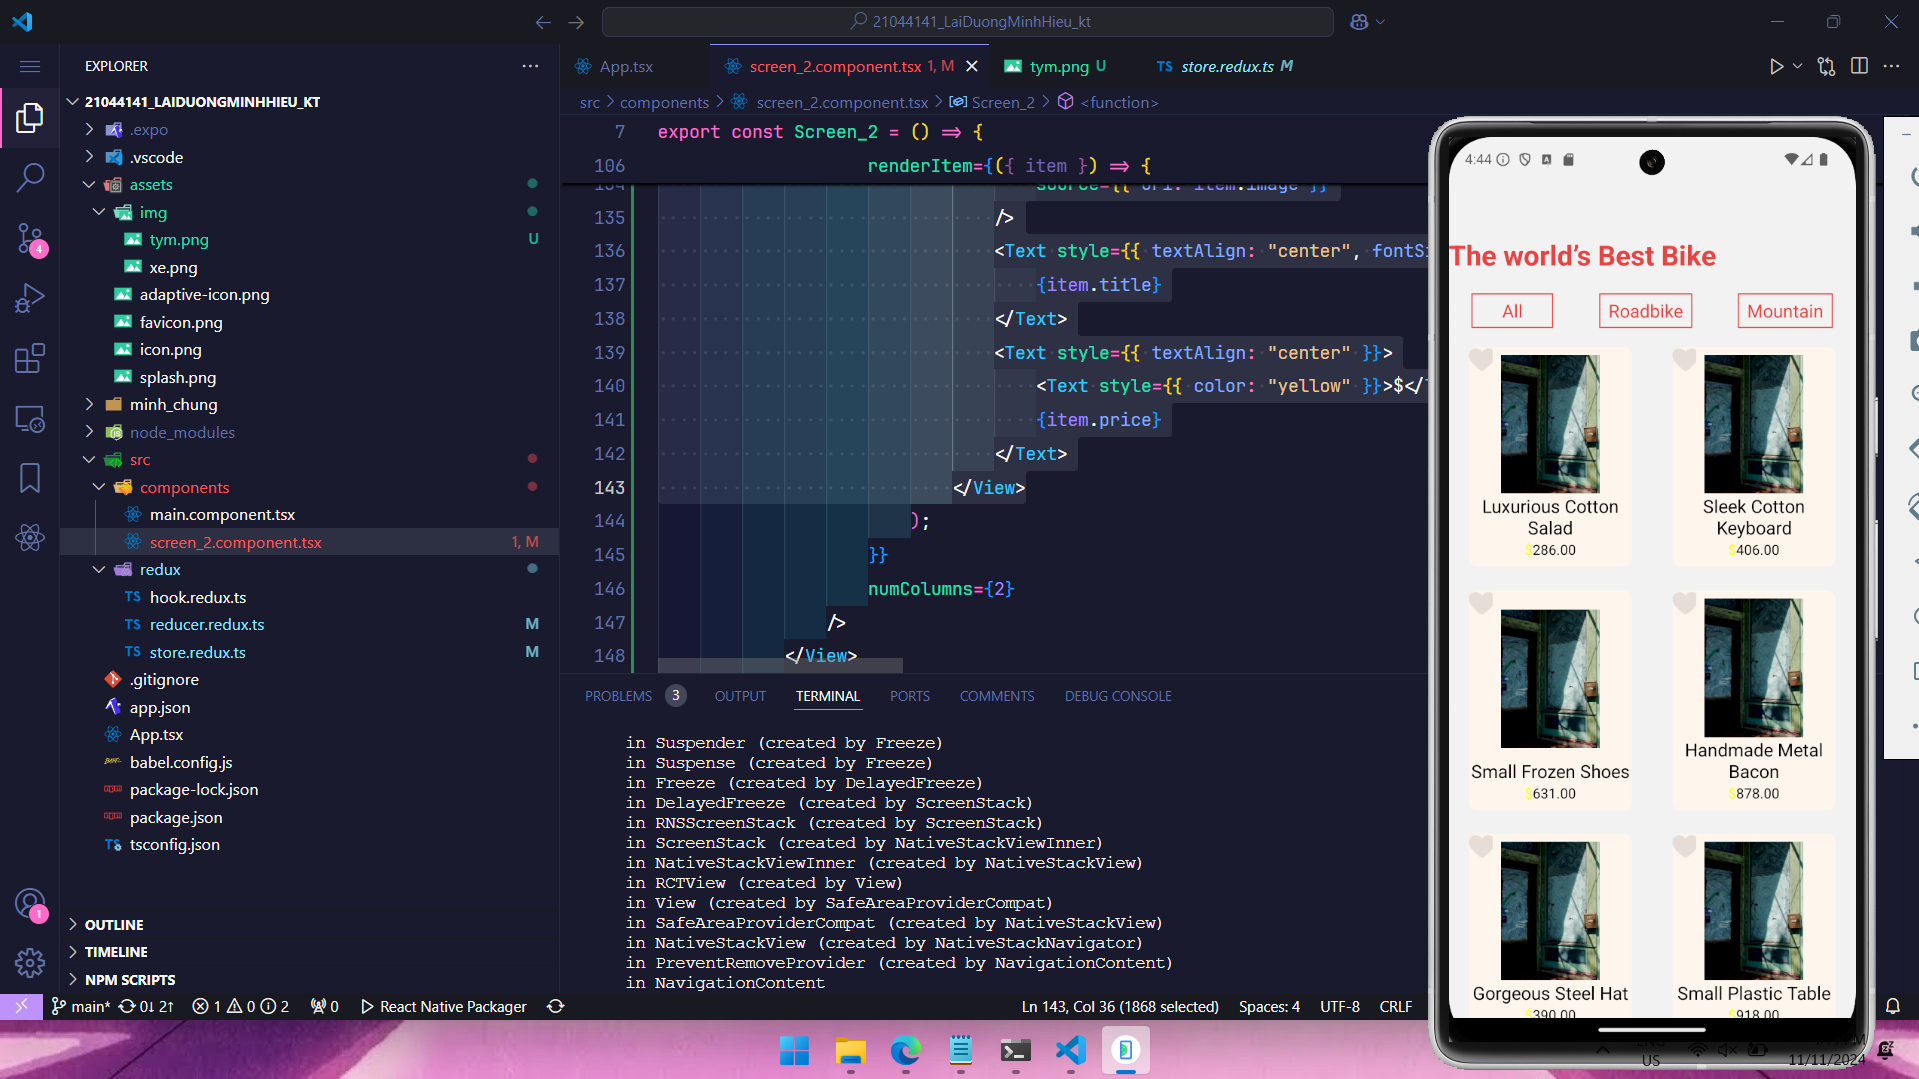 21044141_LaiDuongMinhHieu_kt
EXPLORER
21044141_LAIDUONGMINHHIEU_KT
.expo
.vscode
assets
img
tym.png U
xe.png
adaptive-icon.png
favicon.png
icon.png
splash.png
minh_chung
node_modules
src
components
main.component.tsx
screen_2.component.tsx 1, M
redux
hook.redux.ts
reducer.redux.ts M
store.redux.ts M
.gitignore
app.json
App.tsx
babel.config.js
package-lock.json
package.json
tsconfig.json
OUTLINE
TIMELINE
NPM SCRIPTS
4
1
App.tsx
screen_2.component.tsx 1, M
tym.png U
TS store.redux.ts M
src > components > screen_2.component.tsx > Screen_2 > <function>
7 export const Screen_2 = () => {
106 renderItem={({ item }) => {
134 source={{ uri: item.image }}
135 />
136 <Text style={{ textAlign: "center", fontSi
137 {item.title}
138 </Text>
139 <Text style={{ textAlign: "center" }}>
140 <Text style={{ color: "yellow" }}>$</
141 {item.price}
142 </Text>
143 </View>
144 );
145 }}
146 numColumns={2}
147 />
148 </View>
PROBLEMS 3 OUTPUT TERMINAL PORTS COMMENTS DEBUG CONSOLE
in Suspender (created by Freeze)
in Suspense (created by Freeze)
in Freeze (created by DelayedFreeze)
in DelayedFreeze (created by ScreenStack)
in RNSScreenStack (created by ScreenStack)
in ScreenStack (created by NativeStackViewInner)
in NativeStackViewInner (created by NativeStackView)
in RCTView (created by View)
in View (created by SafeAreaProviderCompat)
in SafeAreaProviderCompat (created by NativeStackView)
in NativeStackView (created by NativeStackNavigator)
in PreventRemoveProvider (created by NavigationContent)
in NavigationContent
main* 0↓ 2↑ 1 0 2 0 React Native Packager
Ln 143, Col 36 (1868 selected) Spaces: 4 UTF-8 CRLF
4:44
The world’s Best Bike
All Roadbike Mountain
Luxurious Cotton Salad
$286.00
Sleek Cotton Keyboard
$406.00
Small Frozen Shoes
$631.00
Handmade Metal Bacon
$878.00
Gorgeous Steel Hat
$390.00
Small Plastic Table
$918.00
US
11/11/2024